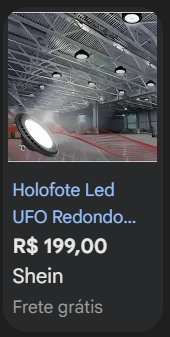 Holofote Led
UFO Redondo...
R$ 199,00
Shein
Frete grátis